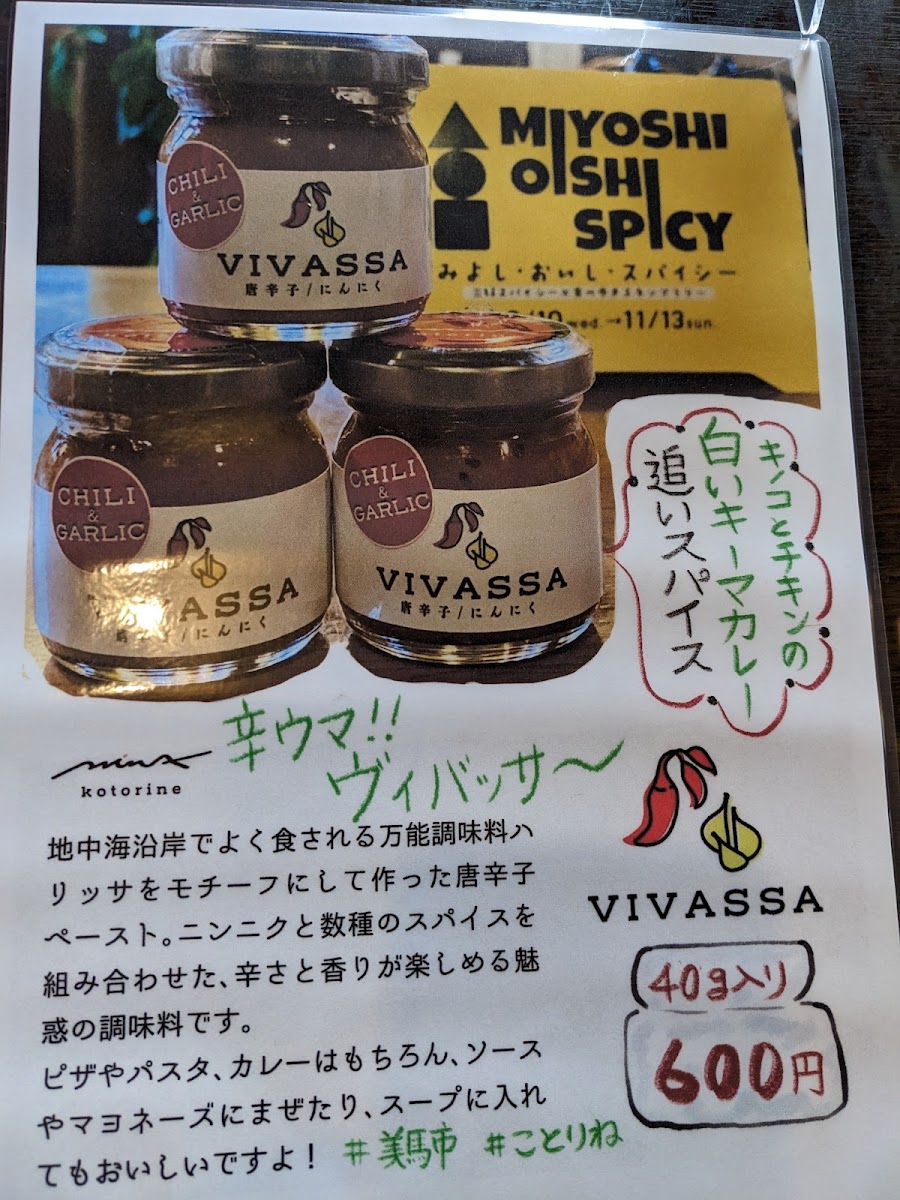 CHILI
&
GARLIC
VIVASSA
唐辛子/にんにく
MIYOSHI
OISHI
SPICY
みよし・おいし・スパイシー
wed.→11/13sun.
CHILI
&
GARLIC
VASSA
にんにく
CHILI
&
GARLIC
VIVASSA
唐辛子/にんにく
キノコとチキンの
白いキーマカレー
追いスパイス
kotorine
辛ウマ!!
ヴィバッサ〜
地中海沿岸でよく食される万能調味料ハ
リッサをモチーフにして作った唐辛子
ペースト。ニンニクと数種のスパイスを
組み合わせた、辛さと香りが楽しめる魅
惑の調味料です。
ピザやパスタ、カレーはもちろん、ソース
やマヨネーズにまぜたり、スープに入れ
てもおいしいですよ！
#美馬市 #ことりね
VIVASSA
40g入り
600円